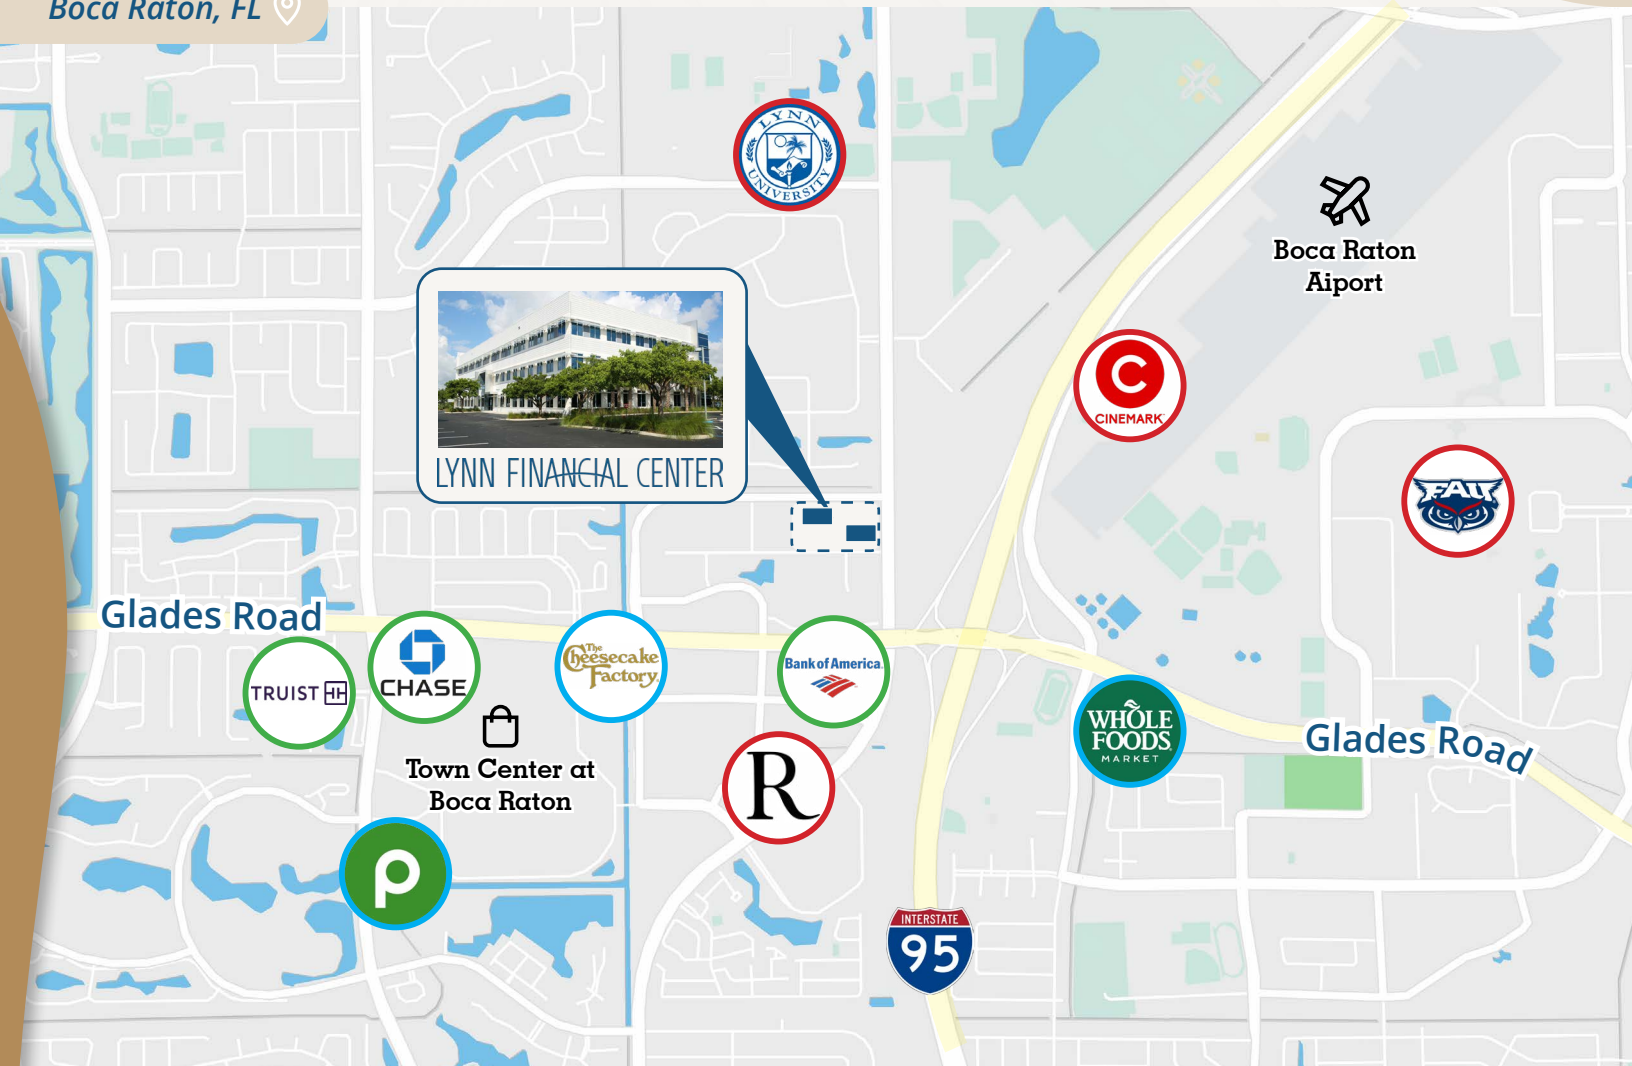 Boca Raton, FL
LYNN
UNIVERSITY
Boca Raton
Aiport
CINEMARK
LYNN FINANCIAL CENTER
FAU
Glades Road
TRUIST
CHASE
The
Cheesecake
Factory
Bank of America
WHOLE
FOODS
MARKET
Glades Road
Town Center at
Boca Raton
R
p
INTERSTATE
95